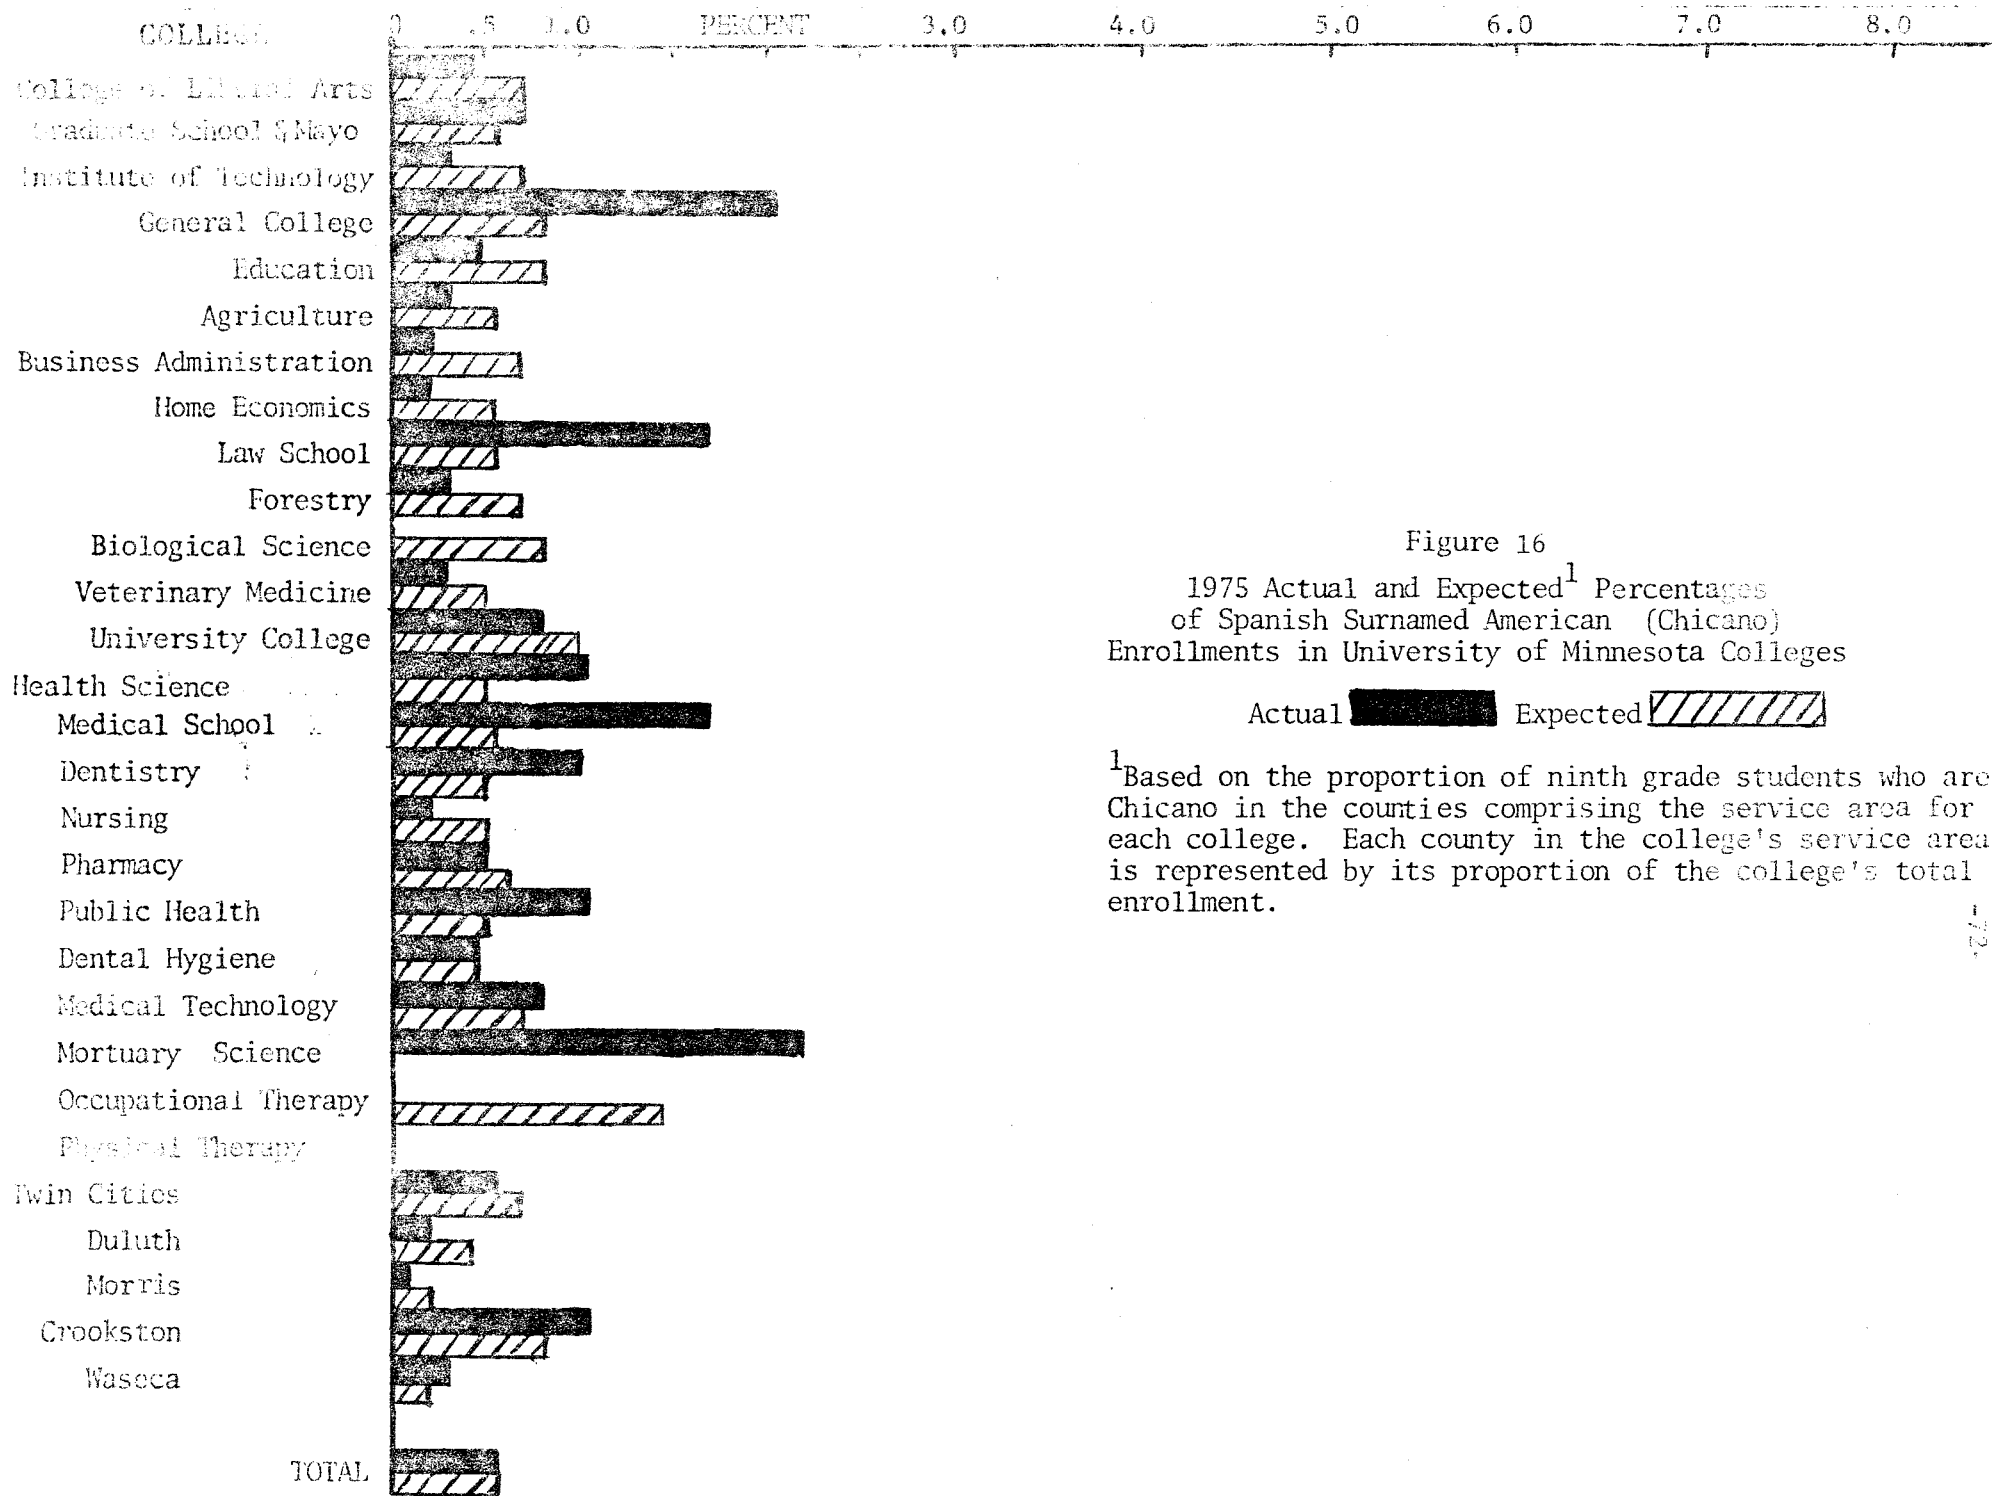 COLLEGE
0 .5 1.0 PERCENT 3.0 4.0 5.0 6.0 7.0 8.0
College of Liberal Arts
Graduate School & Mayo
Institute of Technology
General College
Education
Agriculture
Business Administration
Home Economics
Law School
Forestry
Biological Science
Veterinary Medicine
University College
Health Science
Medical School
Dentistry
Nursing
Pharmacy
Public Health
Dental Hygiene
Medical Technology
Mortuary Science
Occupational Therapy
Physical Therapy
Twin Cities
Duluth
Morris
Crookston
Waseca
TOTAL
Figure 16
1975 Actual and Expected1 Percentages
of Spanish Surnamed American (Chicano)
Enrollments in University of Minnesota Colleges
Actual Expected
1Based on the proportion of ninth grade students who are
Chicano in the counties comprising the service area for
each college. Each county in the college's service area
is represented by its proportion of the college's total
enrollment.
-72-